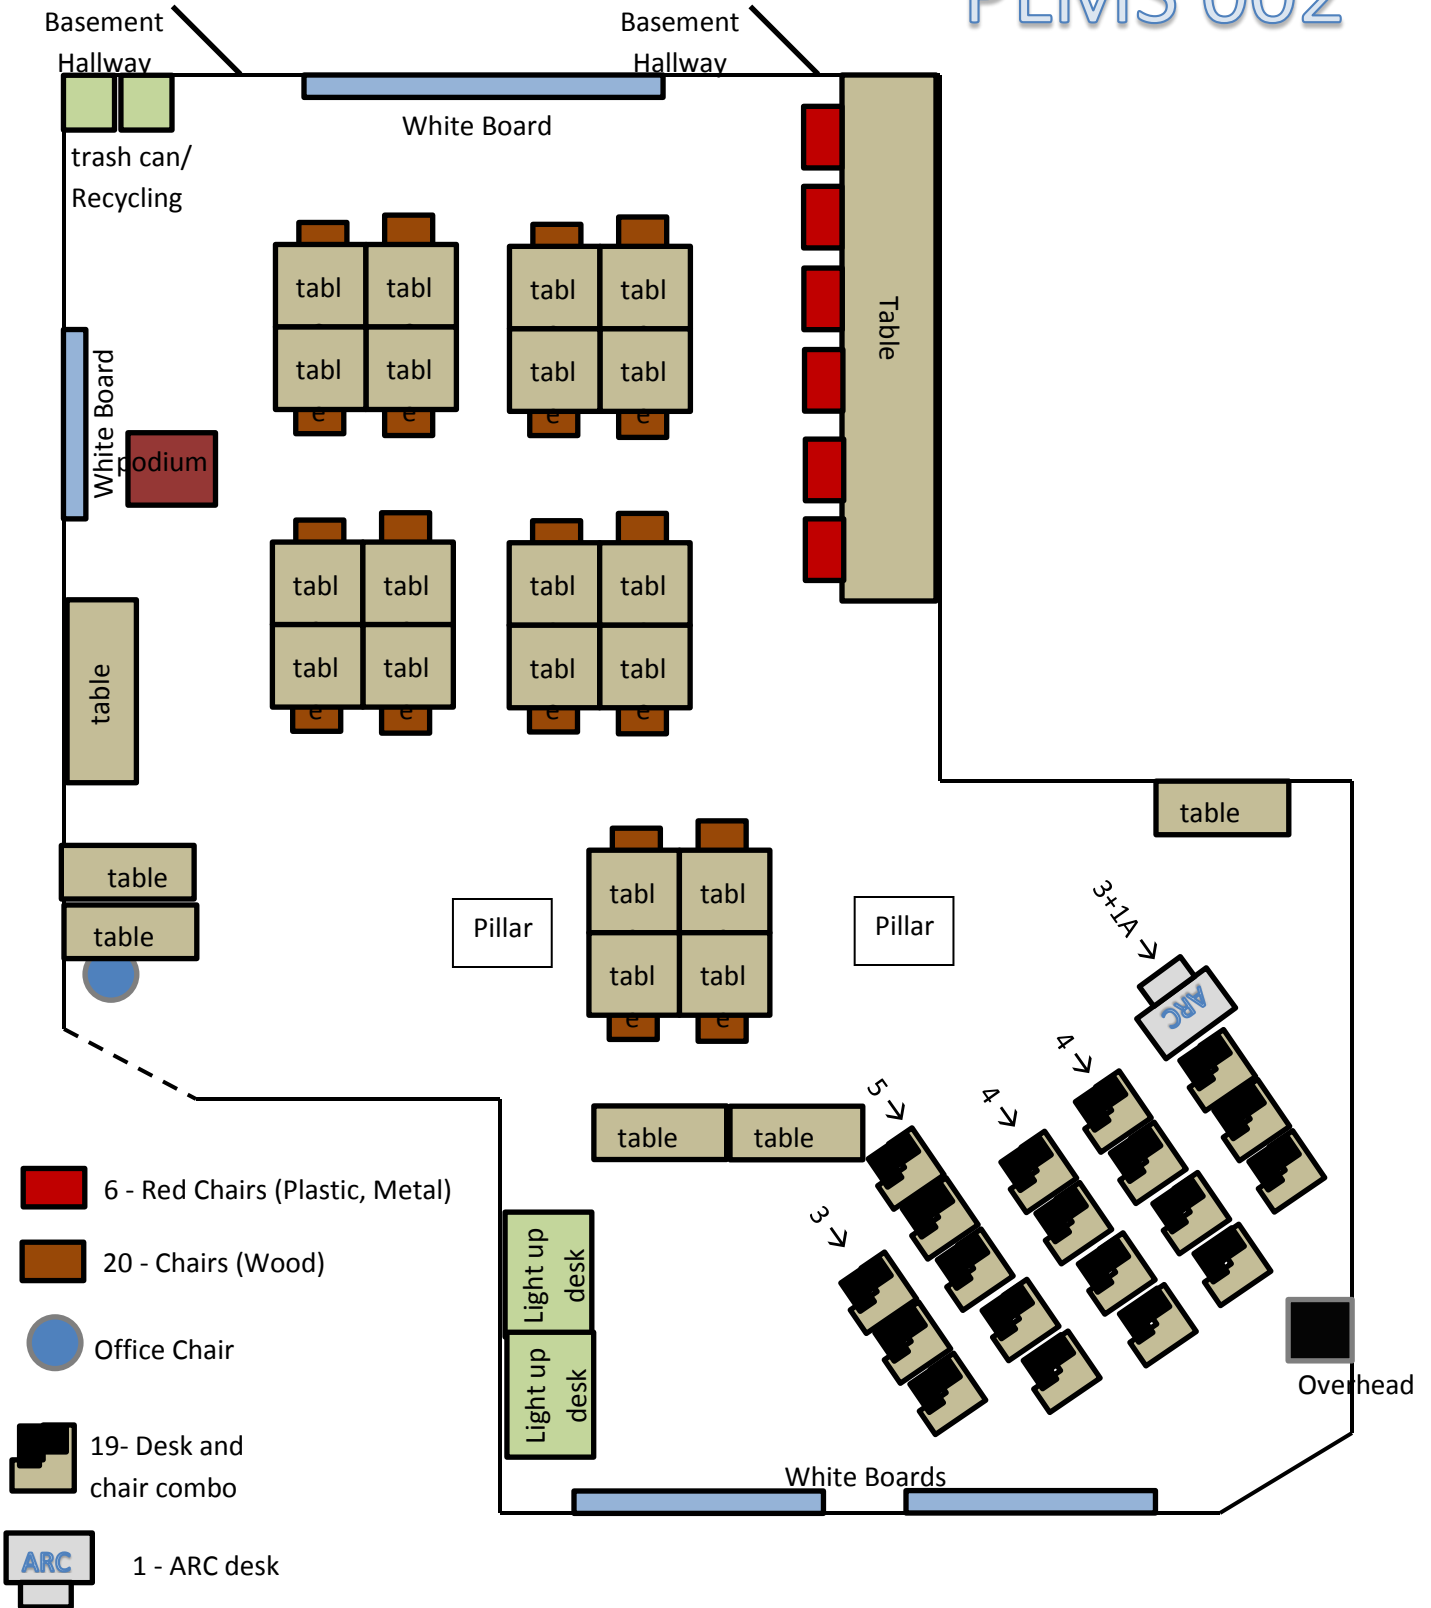 PLMS 002
Basement
Hallway
Basement
Hallway
White Board
trash can/
Recycling
tabl
tabl
tabl
tabl
tabl
tabl
tabl
tabl
e
e
e
e
Table
White Board
podium
tabl
tabl
tabl
tabl
tabl
tabl
tabl
tabl
e
e
e
e
table
table
table
table
Pillar
tabl
tabl
tabl
tabl
e
e
Pillar
3+1A →
ARC
4 →
4 →
5 →
3 →
table
table
Light up
desk
Light up
desk
Overhead
White Boards
6 - Red Chairs (Plastic, Metal)
20 - Chairs (Wood)
Office Chair
19- Desk and
chair combo
ARC
1 - ARC desk